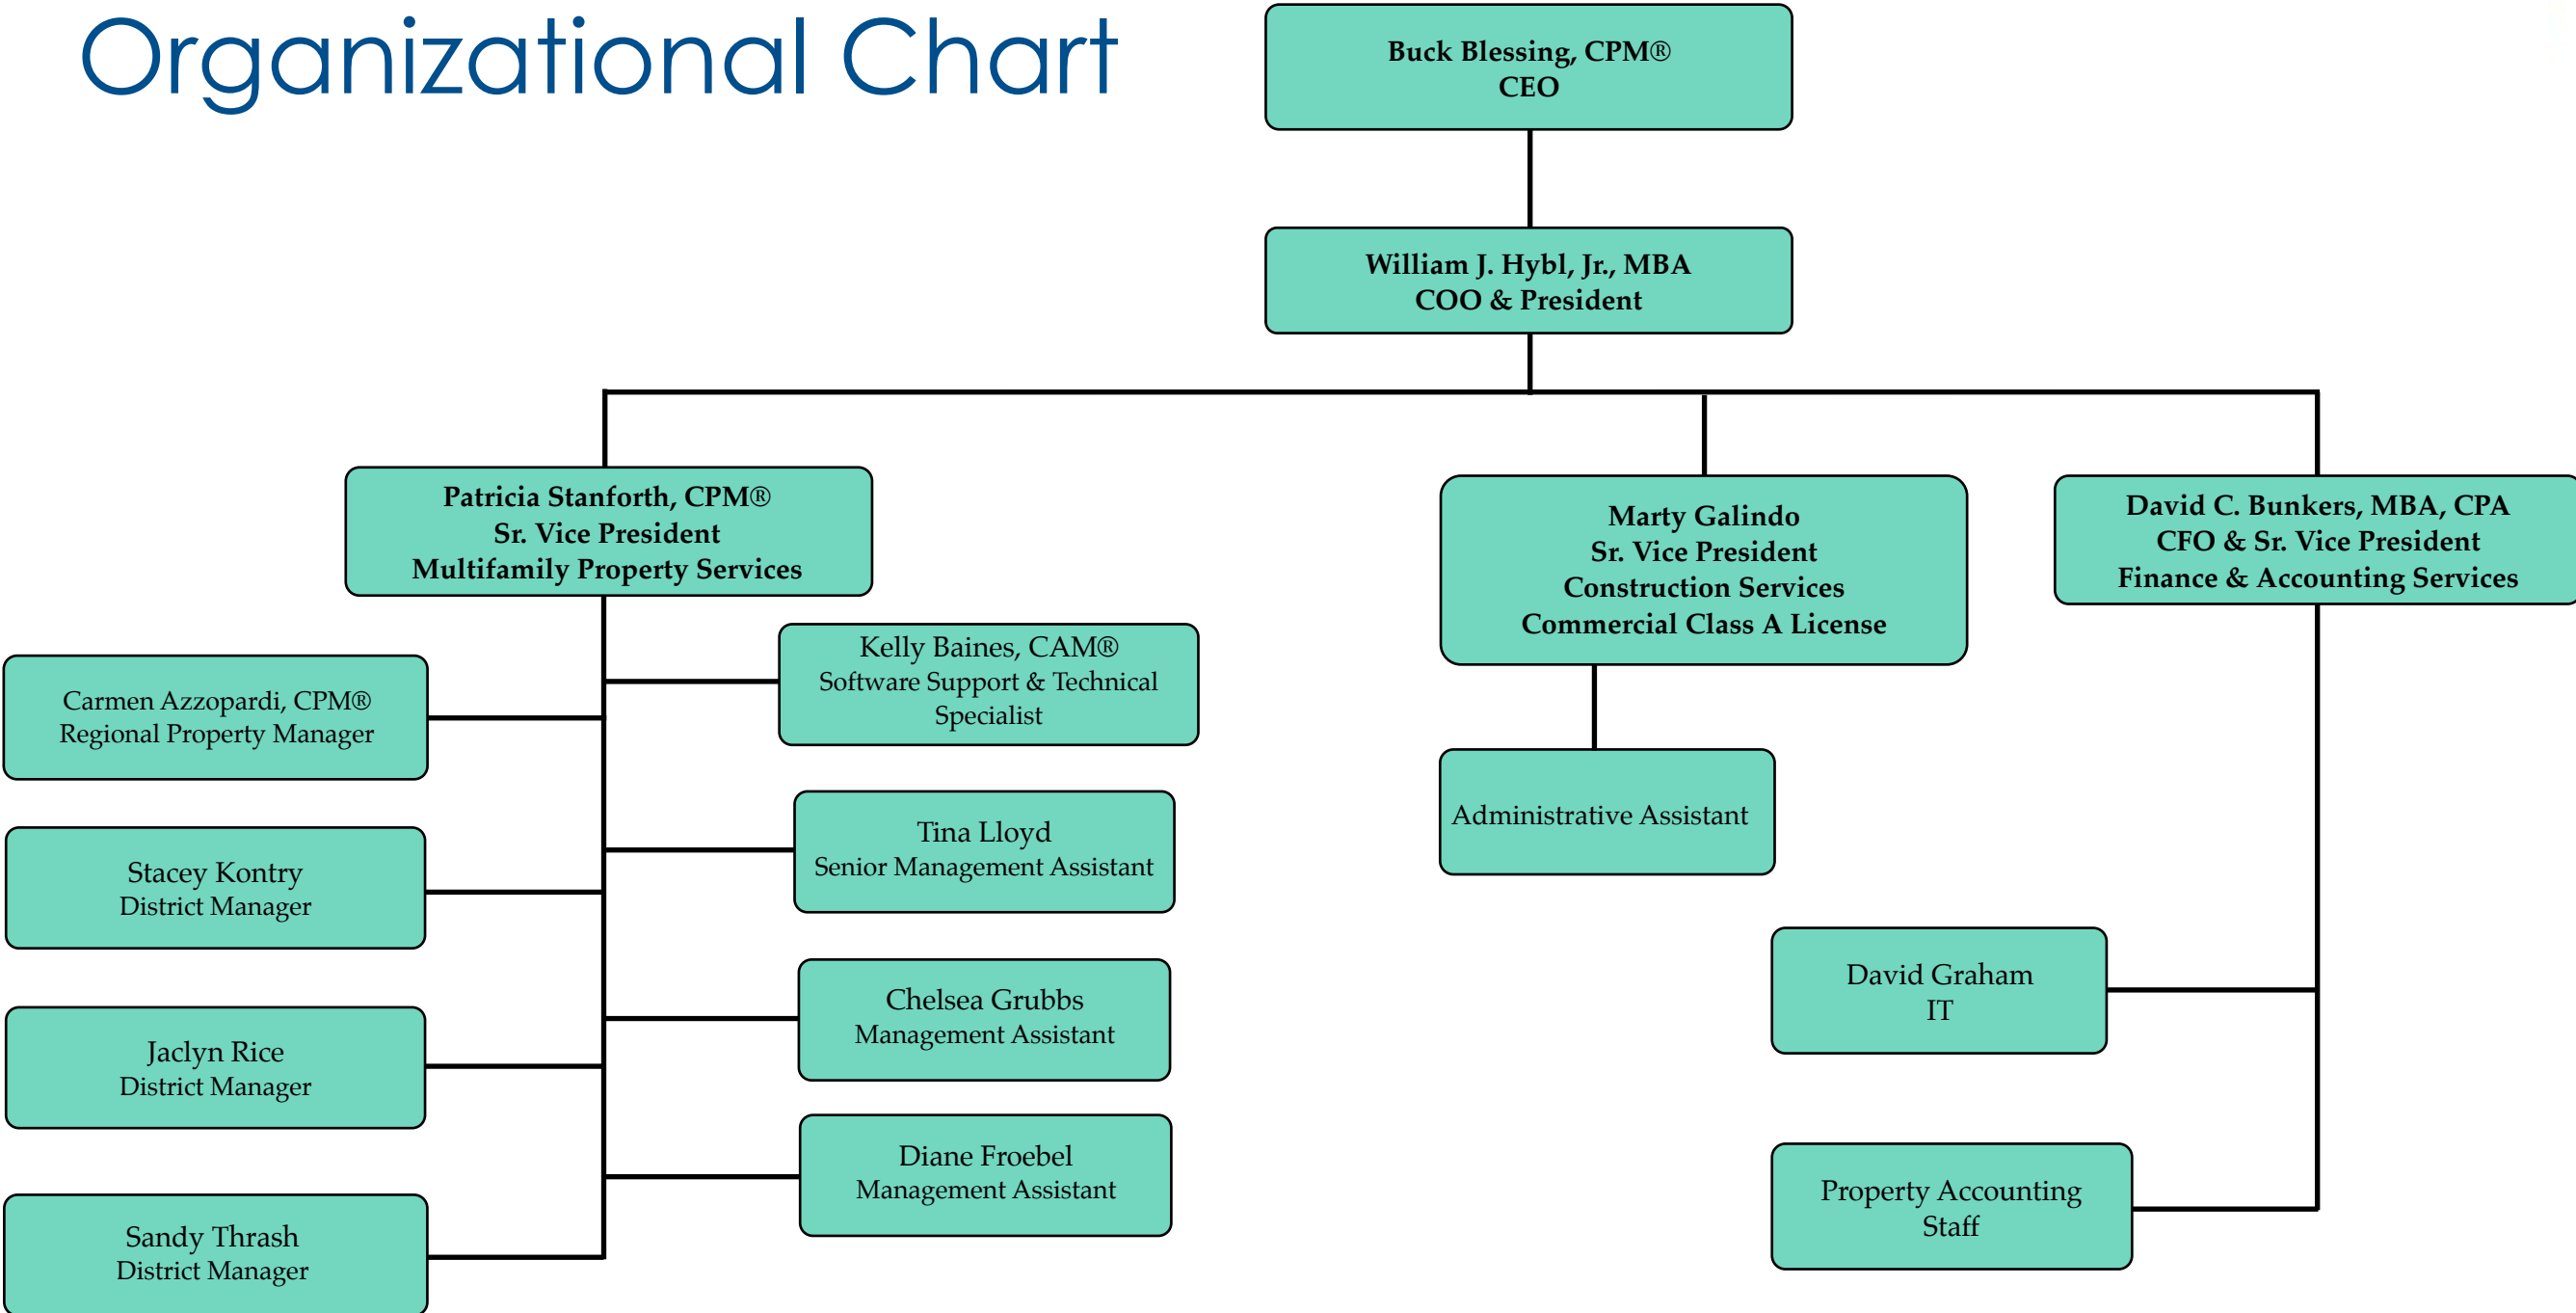 Organizational Chart
Buck Blessing, CPM®
CEO
William J. Hybl, Jr., MBA
COO & President
Patricia Stanforth, CPM®
Sr. Vice President
Multifamily Property Services
Marty Galindo
Sr. Vice President
Construction Services
Commercial Class A License
David C. Bunkers, MBA, CPA
CFO & Sr. Vice President
Finance & Accounting Services
Carmen Azzopardi, CPM®
Regional Property Manager
Kelly Baines, CAM®
Software Support & Technical
Specialist
Stacey Kontry
District Manager
Tina Lloyd
Senior Management Assistant
Administrative Assistant
Jaclyn Rice
District Manager
Chelsea Grubbs
Management Assistant
David Graham
IT
Sandy Thrash
District Manager
Diane Froebel
Management Assistant
Property Accounting
Staff